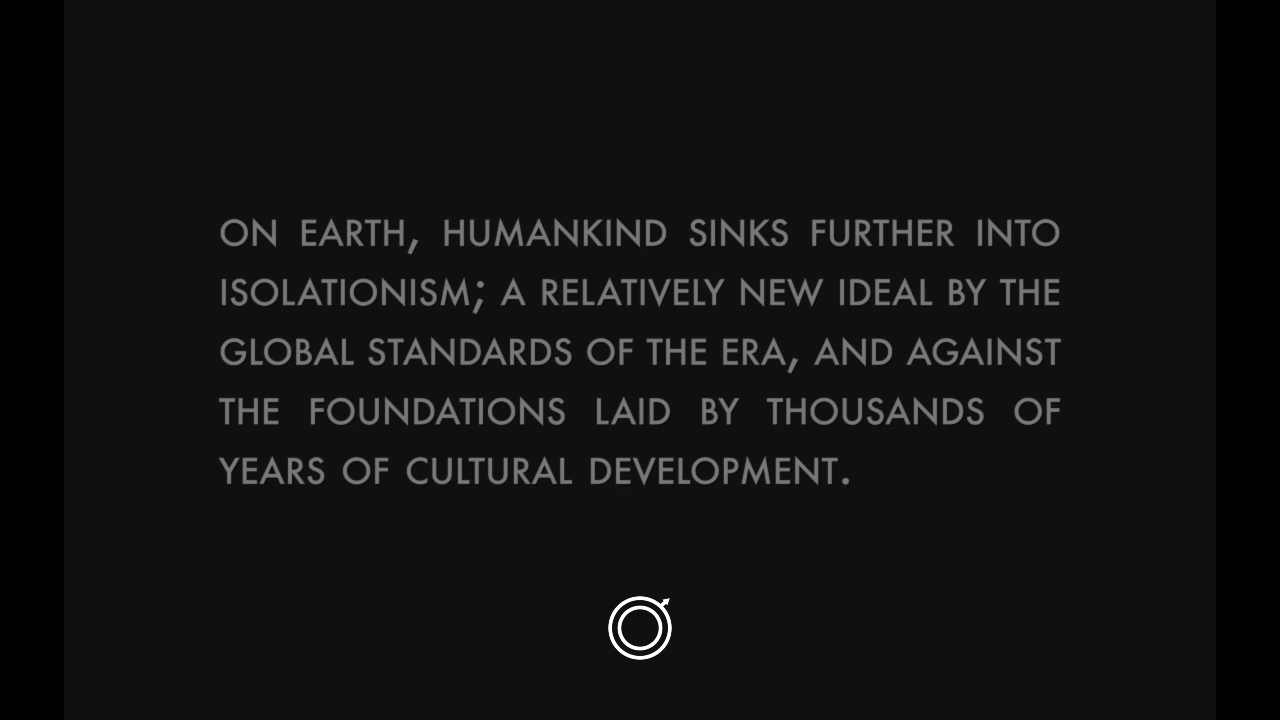 ON EARTH, HUMANKIND SINKS FURTHER INTO
ISOLATIONISM; A RELATIVELY NEW IDEAL BY THE
GLOBAL STANDARDS OF THE ERA, AND AGAINST
THE FOUNDATIONS LAID BY THOUSANDS OF
YEARS OF CULTURAL DEVELOPMENT.